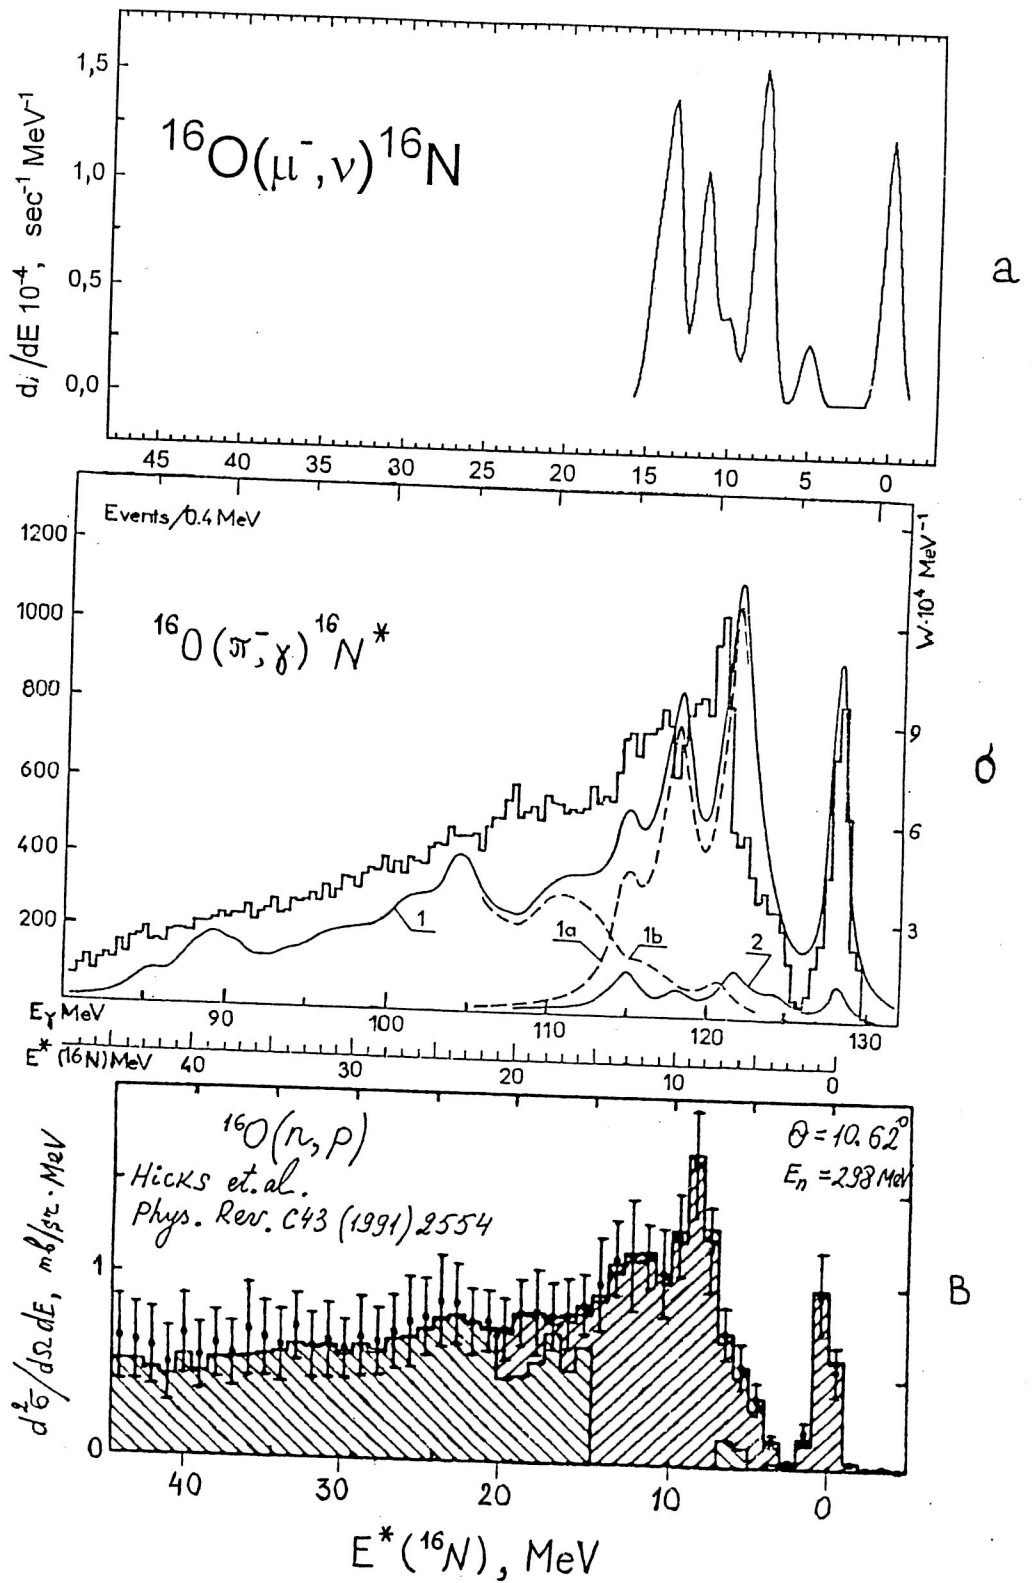 1,5
1,0
0,5
0,0
dᵢ/dE 10⁻⁴, sec⁻¹ MeV⁻¹
¹⁶O(μ⁻,ν)¹⁶N
a
45 40 35 30 25 20 15 10 5 0
Events/0.4 MeV
1200
1000
800
600
400
200
¹⁶O(π⁻,γ)¹⁶N*
W·10⁴ MeV⁻¹
9
6
3
б
1
1a
1b
2
Eγ MeV 90 100 110 120 130
E* (¹⁶N) MeV 40 30 20 10 0
¹⁶O(n,p)
Hicks et.al.
Phys. Rev. C43 (1991) 2554
θ=10.62°
Eₙ=298 MeV
d²σ/dΩdE, mb/sr·MeV
1
0
В
40 30 20 10 0
E*(¹⁶N), MeV